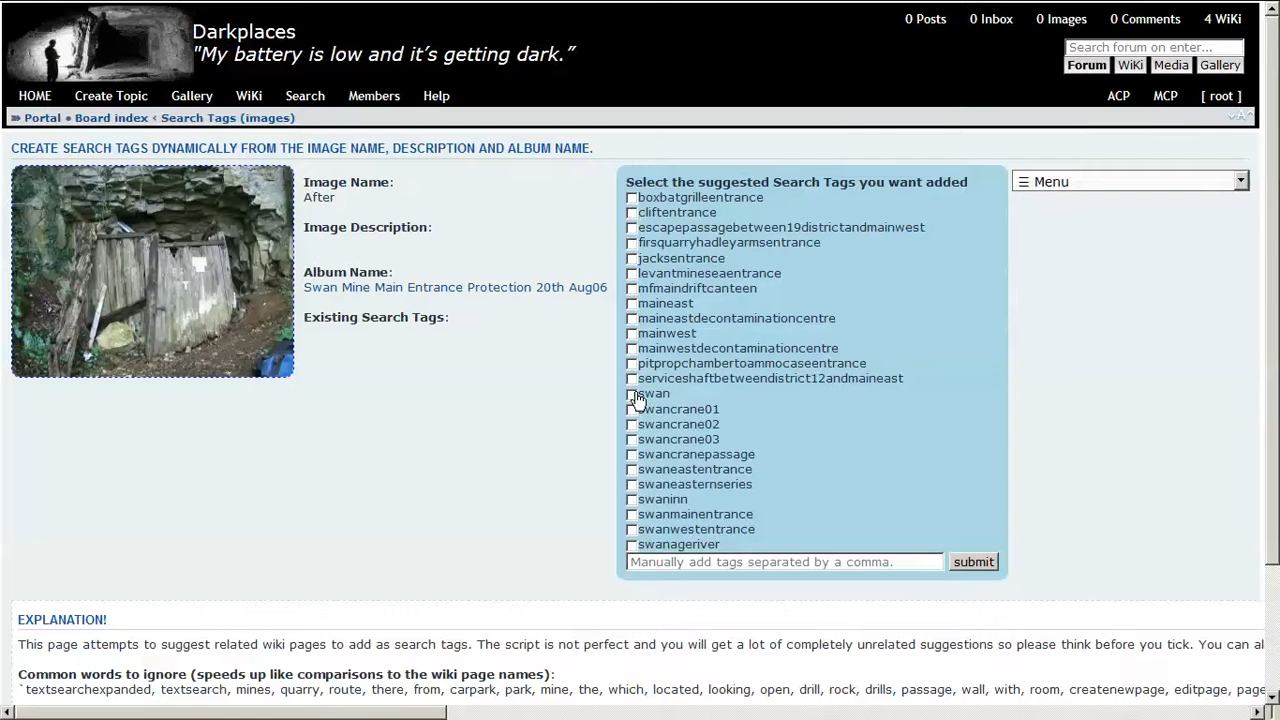 Darkplaces
"My battery is low and it's getting dark."
0 Posts 0 Inbox 0 Images 0 Comments 4 WiKi
Search forum on enter...
Forum WiKi Media Gallery
HOME Create Topic Gallery WiKi Search Members Help ACP MCP [ root ]
Portal • Board index ‹ Search Tags (images)
CREATE SEARCH TAGS DYNAMICALLY FROM THE IMAGE NAME, DESCRIPTION AND ALBUM NAME.
Image Name:
After
Image Description:
Album Name:
Swan Mine Main Entrance Protection 20th Aug06
Existing Search Tags:
Select the suggested Search Tags you want added
boxbatgrilleentrance
cliftentrance
escapepassagebetween19districtandmainwest
firsquarryhadleyarmsentrance
jacksentrance
levantmineseaentrance
mfmaindriftcanteen
maineast
maineastdecontaminationcentre
mainwest
mainwestdecontaminationcentre
pitpropchambertoammocaseentrance
serviceshaftbetweendistrict12andmaineast
swan
swancrane01
swancrane02
swancrane03
swancranepassage
swaneastentrance
swaneasternseries
swaninn
swanmainentrance
swanwestentrance
swanageriver
Manually add tags separated by a comma. submit
☰ Menu
EXPLANATION!
This page attempts to suggest related wiki pages to add as search tags. The script is not perfect and you will get a lot of completely unrelated suggestions so please think before you tick. You can al
Common words to ignore (speeds up like comparisons to the wiki page names):
`textsearchexpanded, textsearch, mines, quarry, route, there, from, carpark, park, mine, the, which, located, looking, open, drill, rock, drills, passage, wall, with, room, createnewpage, editpage, page